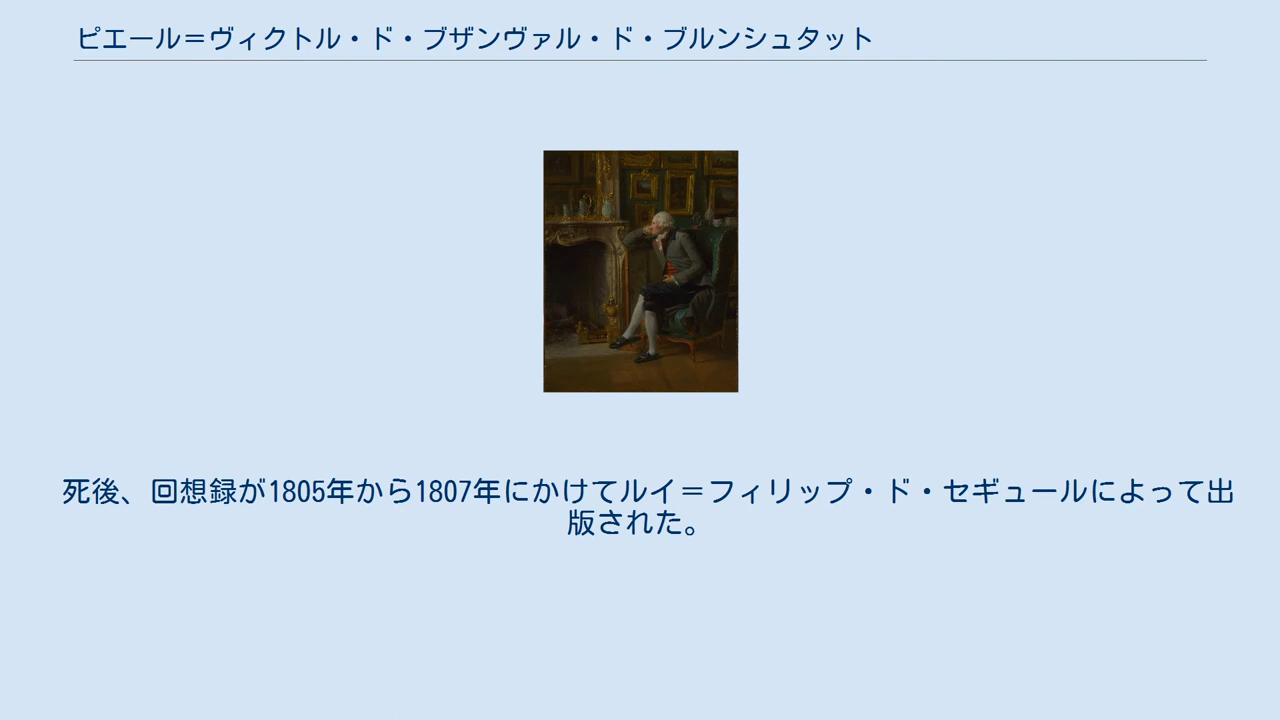 ピエール＝ヴィクトル・ド・ブザンヴァル・ド・ブルンシュタット
死後、回想録が1805年から1807年にかけてルイ＝フィリップ・ド・セギュールによって出
版された。